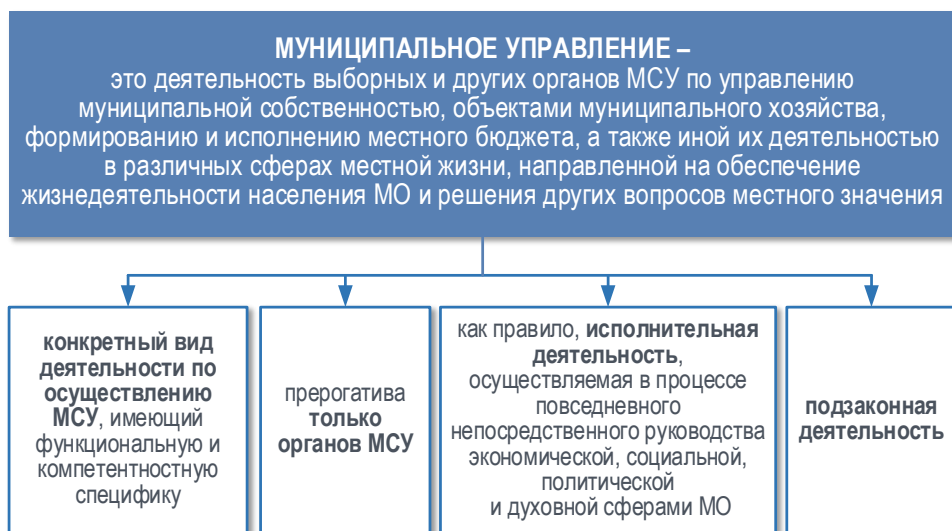 МУНИЦИПАЛЬНОЕ УПРАВЛЕНИЕ –
это деятельность выборных и других органов МСУ по управлению
муниципальной собственностью, объектами муниципального хозяйства,
формированию и исполнению местного бюджета, а также иной их деятельностью
в различных сферах местной жизни, направленной на обеспечение
жизнедеятельности населения МО и решения других вопросов местного значения
конкретный вид
деятельности по
осуществлению
МСУ, имеющий
функциональную и
компетентностную
специфику
прерогатива
только
органов МСУ
как правило, исполнительная
деятельность,
осуществляемая в процессе
повседневного
непосредственного руководства
экономической, социальной,
политической
и духовной сферами МО
подзаконная
деятельность